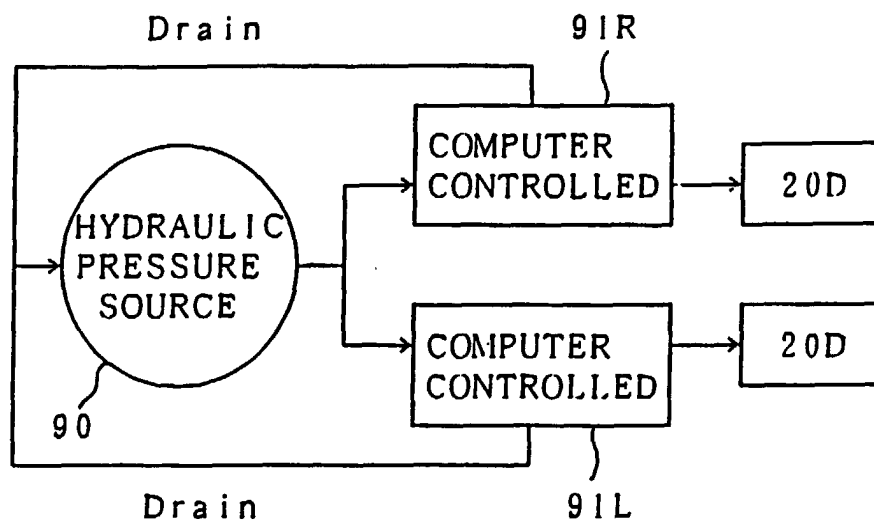 Drain
91R
COMPUTER
CONTROLLED
20D
HYDRAULIC
PRESSURE
SOURCE
COMPUTER
CONTROLLED
20D
90
Drain
91L